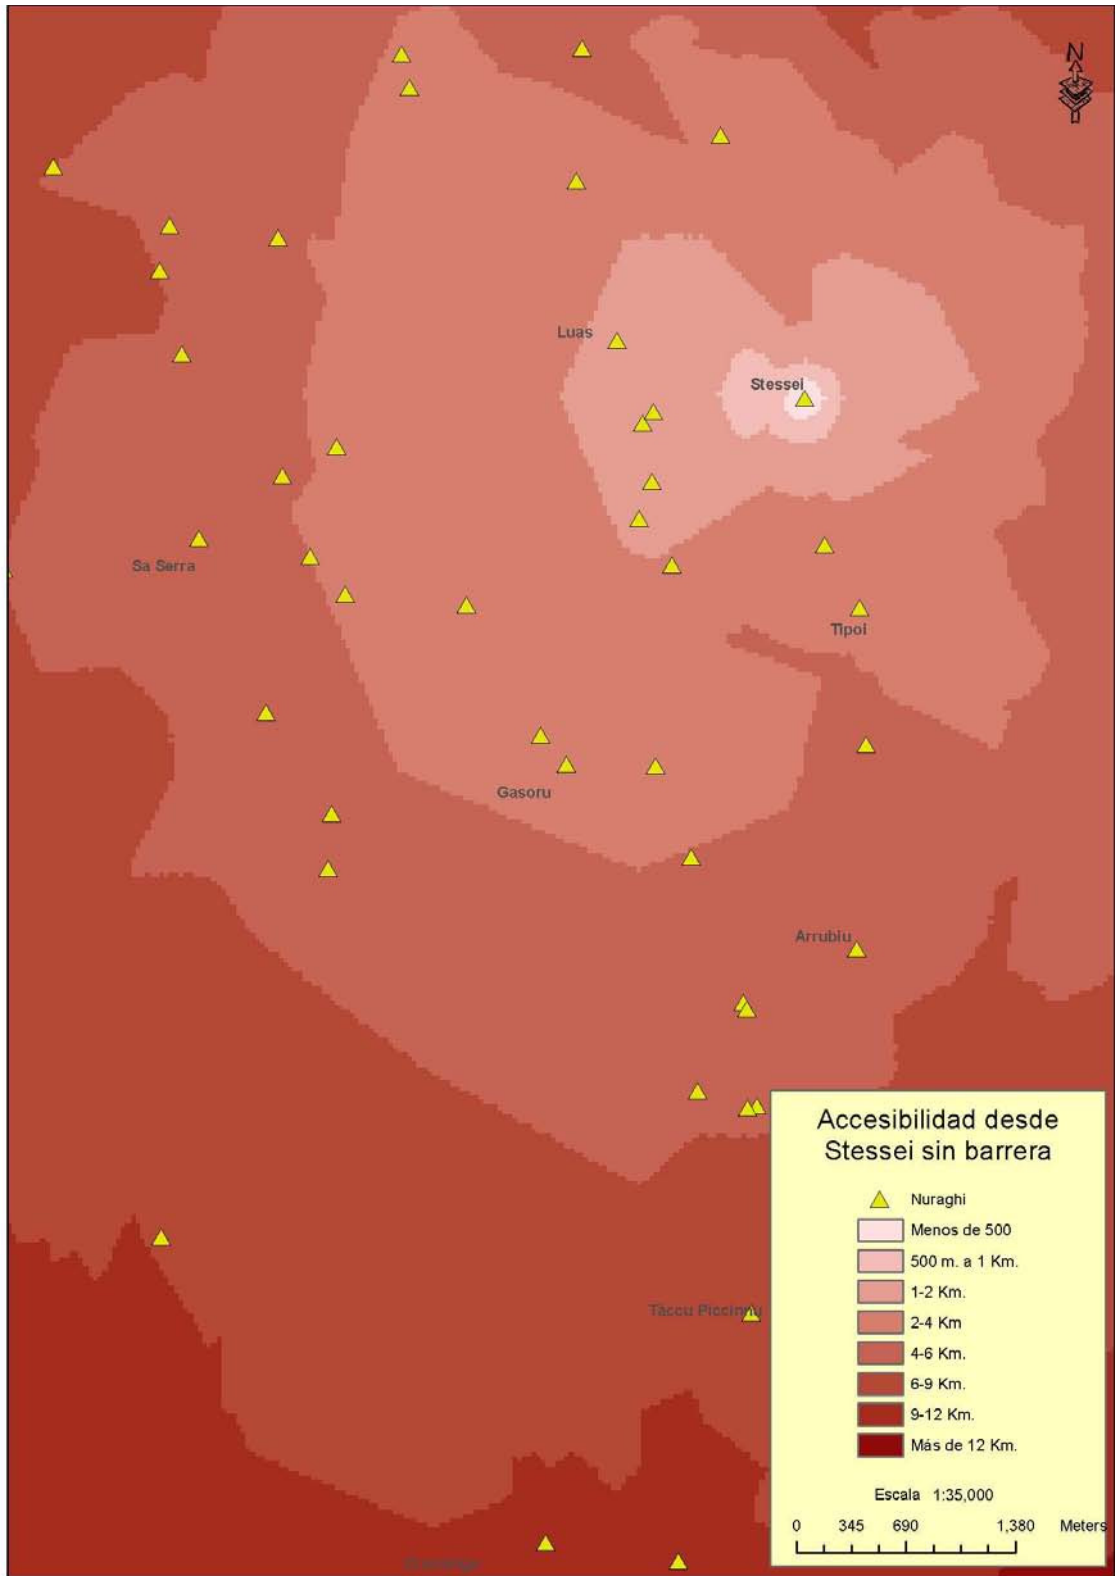 N
Luas
Stessei
Sa Serra
Tipoi
Gasoru
Arrubiu
Taccu Piccinnu
Accesibilidad desde
Stessei sin barrera
Nuraghi
Menos de 500
500 m. a 1 Km.
1-2 Km.
2-4 Km
4-6 Km.
6-9 Km.
9-12 Km.
Más de 12 Km.
Escala 1:35,000
0 345 690 1,380 Meters